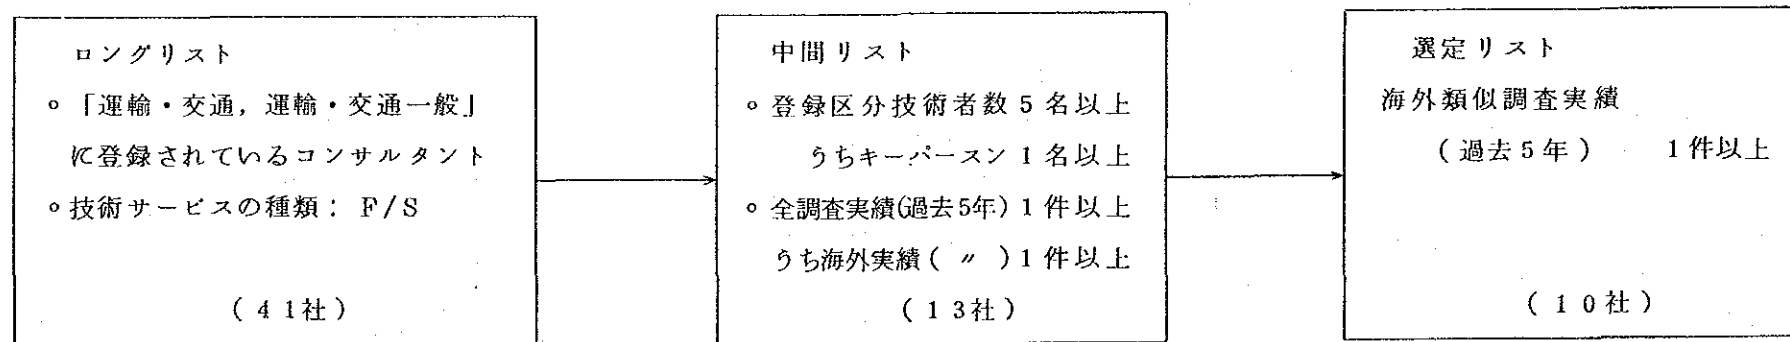 ロングリスト
○「運輸・交通，運輸・交通一般」
に登録されているコンサルタント
○技術サービスの種類： F/S
（４１社）
中間リスト
○登録区分技術者数 5 名以上
うちキーパースン 1 名以上
○全調査実績(過去5年) 1 件以上
うち海外実績（ 〃 ）1 件以上
（１３社）
選定リスト
海外類似調査実績
（過去５年） 1 件以上
（１０社）